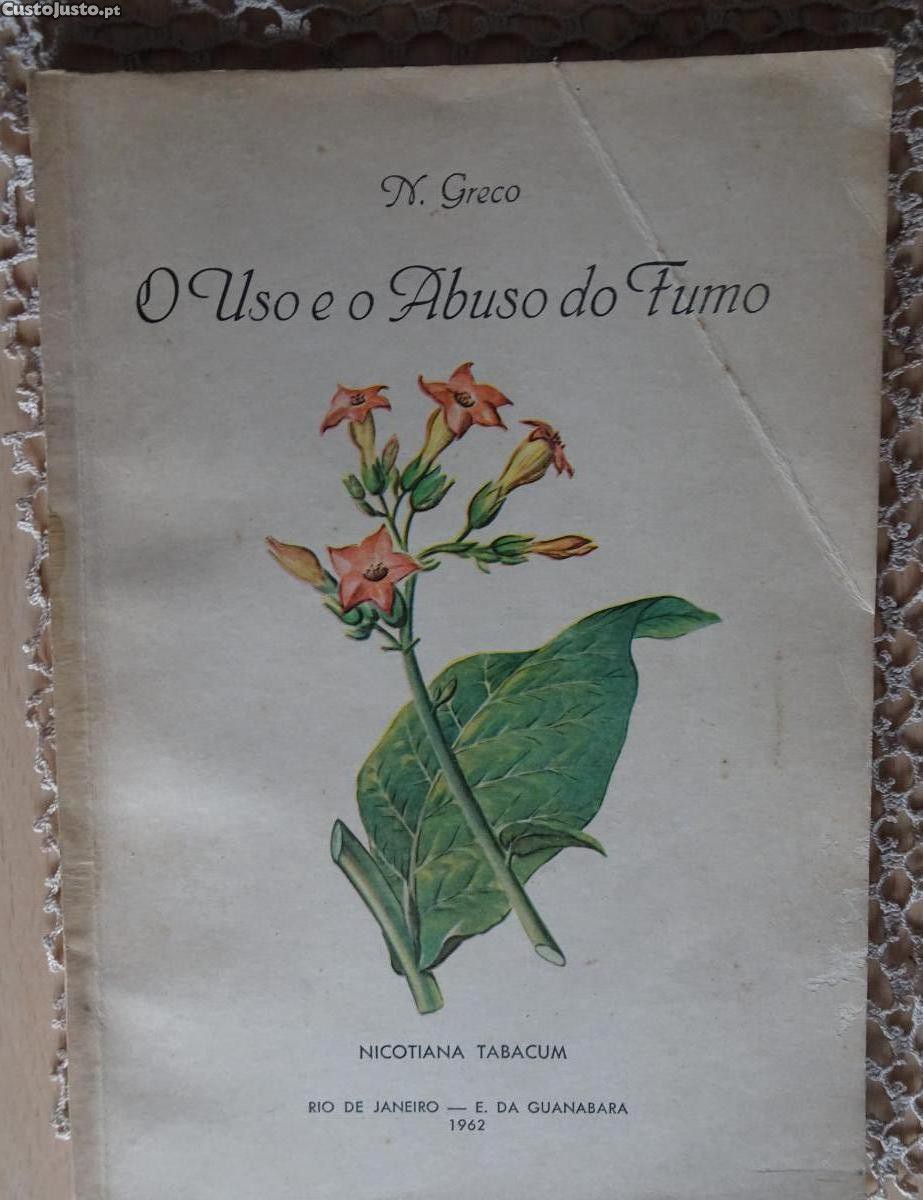 CustoJusto.pt
N. Greco
O Uso e o Abuso do Fumo
NICOTIANA TABACUM
RIO DE JANEIRO — E. DA GUANABARA
1962